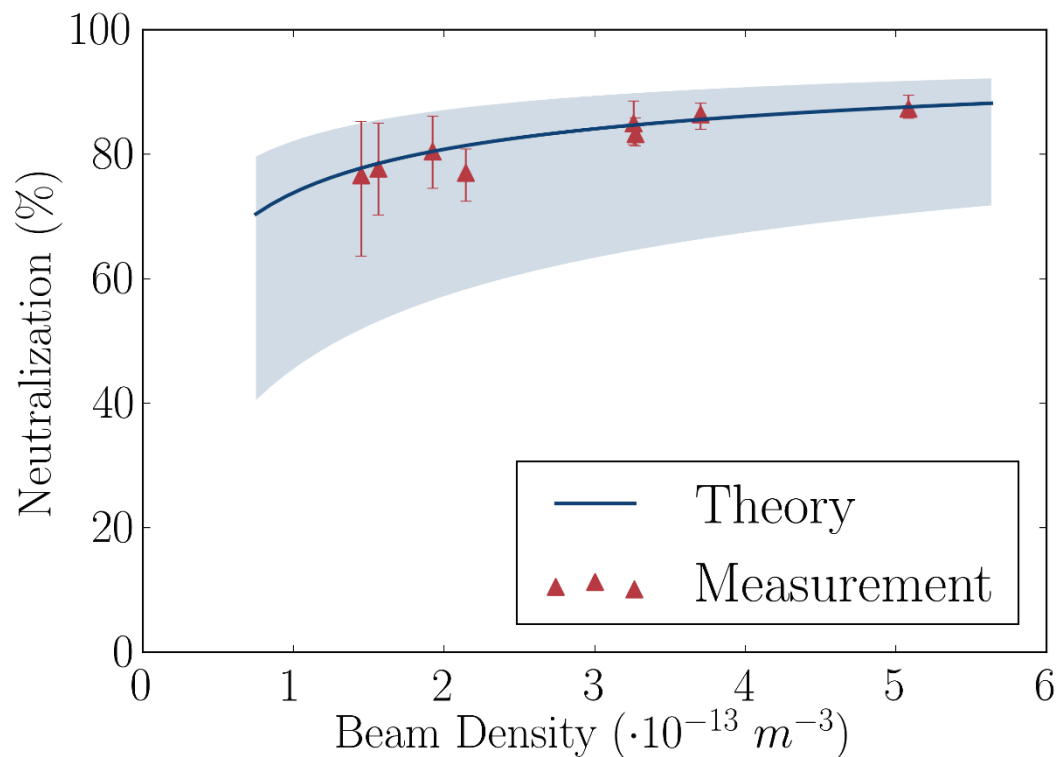 100
80
60
40
20
0
Neutralization (%)
0 1 2 3 4 5 6
Beam Density (·10⁻¹³ m⁻³)
Theory
Measurement